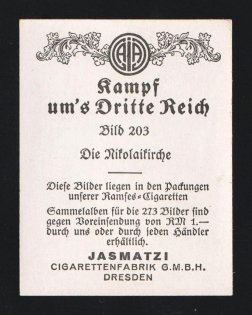 AJA
Kampf
um's Dritte Reich
Bild 203
Die Nikolaikirche
Diese Bilder liegen in den Packungen
unserer Ramses-Cigaretten
Sammelalben für die 273 Bilder sind
gegen Voreinsendung von RM 1.—
durch uns oder durch jeden Händler
erhältlich.
JASMATZI
CIGARETTENFABRIK G.M.B.H.
DRESDEN